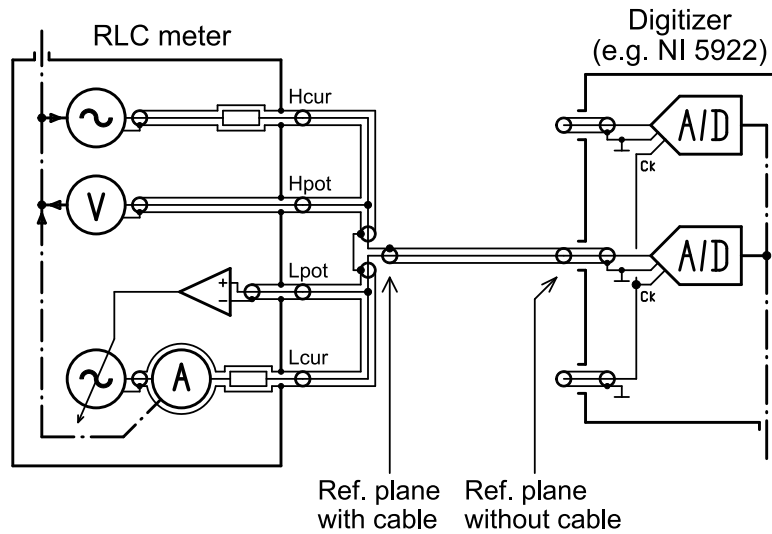 RLC meter
Digitizer
(e.g. NI 5922)
Hcur
A/D
Ck
Hpot
V
A/D
Lpot
+
−
Ck
Lcur
A
Ref. plane
with cable
Ref. plane
without cable